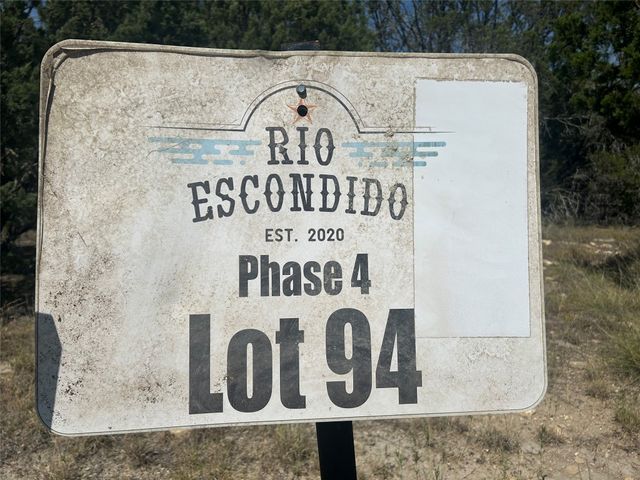 RIO
ESCONDIDO
EST. 2020
Phase 4
Lot 94